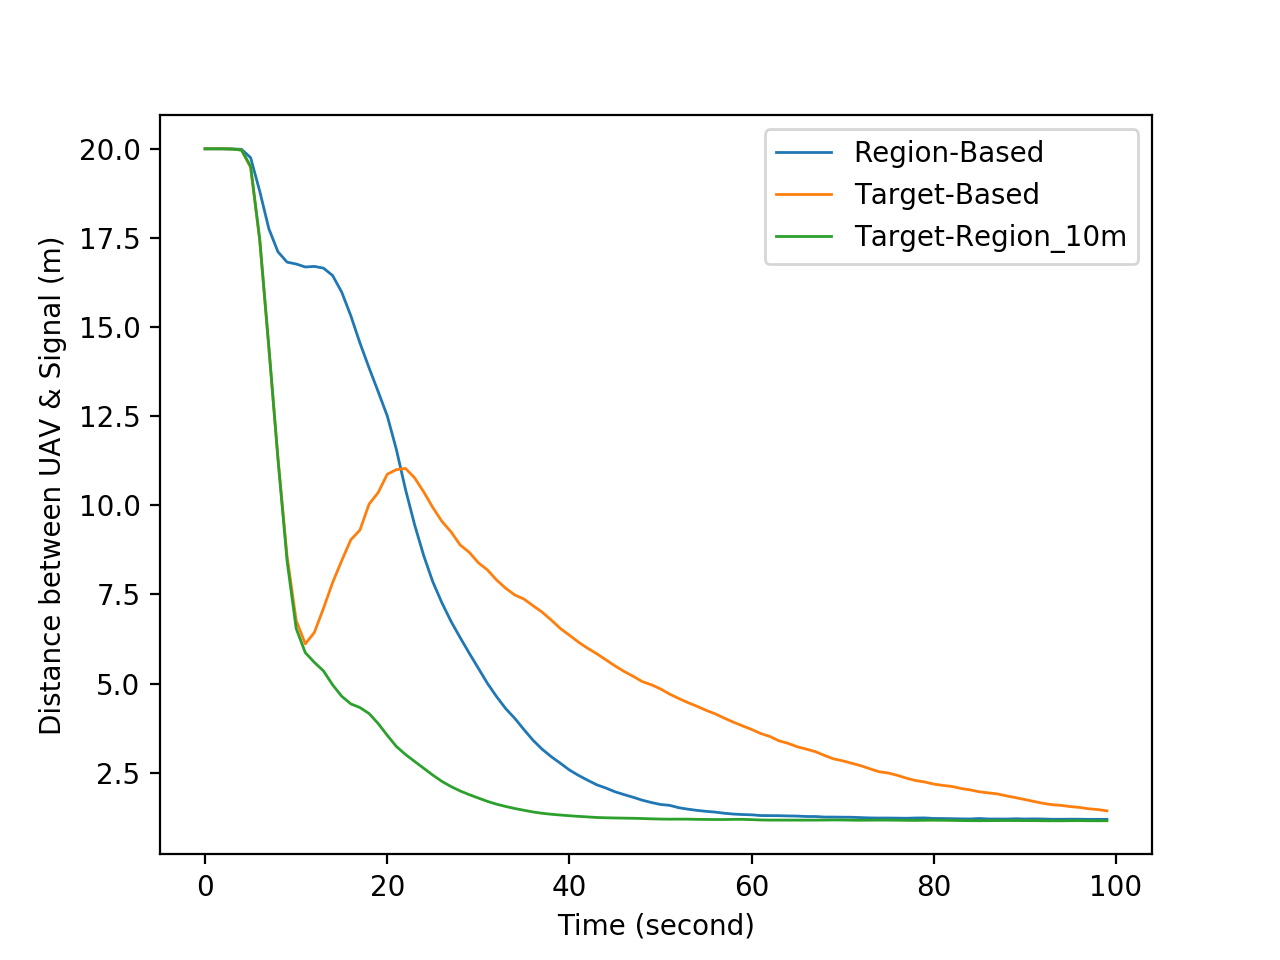 Region-Based
Target-Based
Target-Region_10m
20.0
17.5
15.0
12.5
10.0
7.5
5.0
2.5
Distance between UAV & Signal (m)
0 20 40 60 80 100
Time (second)